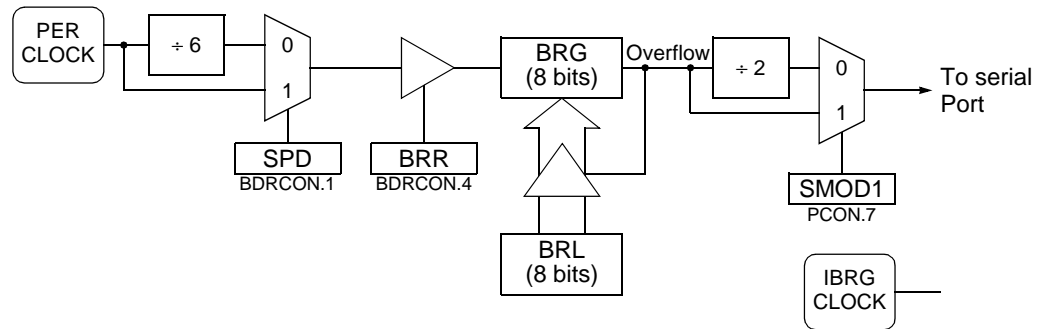 PER
CLOCK
÷ 6
0
1
SPD
BDRCON.1
BRR
BDRCON.4
BRG
(8 bits)
Overflow
BRL
(8 bits)
÷ 2
0
1
SMOD1
PCON.7
To serial
Port
IBRG
CLOCK